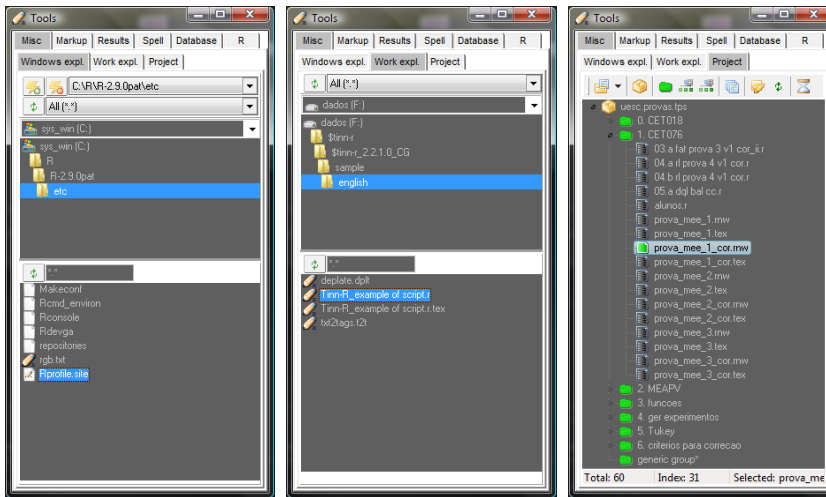 Tools
Misc Markup Results Spell Database R
Windows expl. Work expl. Project
C:\R\R-2.9.0pat\etc
All (*.*)
sys_win (C:)
sys_win (C:)
R
R-2.9.0pat
etc
*.*
Makeconf
Rcmd_environ
Rconsole
Rdevga
repositories
rgb.txt
Rprofile.site
Tools
Misc Markup Results Spell Database R
Windows expl. Work expl. Project
All (*.*)
dados (F:)
dados (F:)
$tinn-r
$tinn-r_2.2.1.0_CG
sample
english
*.*
deplate.dplt
Tinn-R_example of script.r
Tinn-R_example of script.r.tex
txt2tags.t2t
Tools
Misc Markup Results Spell Database R
Windows expl. Work expl. Project
uesc.provas.tps
0. CET018
1. CET076
03.a fat prova 3 v1 cor_ii.r
04.a rl prova 4 v1 cor.r
04.b rl prova 4 v1 cor.r
05.a dql bal cc.r
alunos.r
prova_mee_1.rnw
prova_mee_1.tex
prova_mee_1_cor.rnw
prova_mee_1_cor.tex
prova_mee_2.rnw
prova_mee_2.tex
prova_mee_2_cor.rnw
prova_mee_2_cor.tex
prova_mee_3.rnw
prova_mee_3.tex
prova_mee_3_cor.rnw
prova_mee_3_cor.tex
2. MEAPV
3. funcoes
4. ger experimentos
5. Tukey
6. criterios para correcao
generic group*
Total: 60 Index: 31 Selected: prova_me